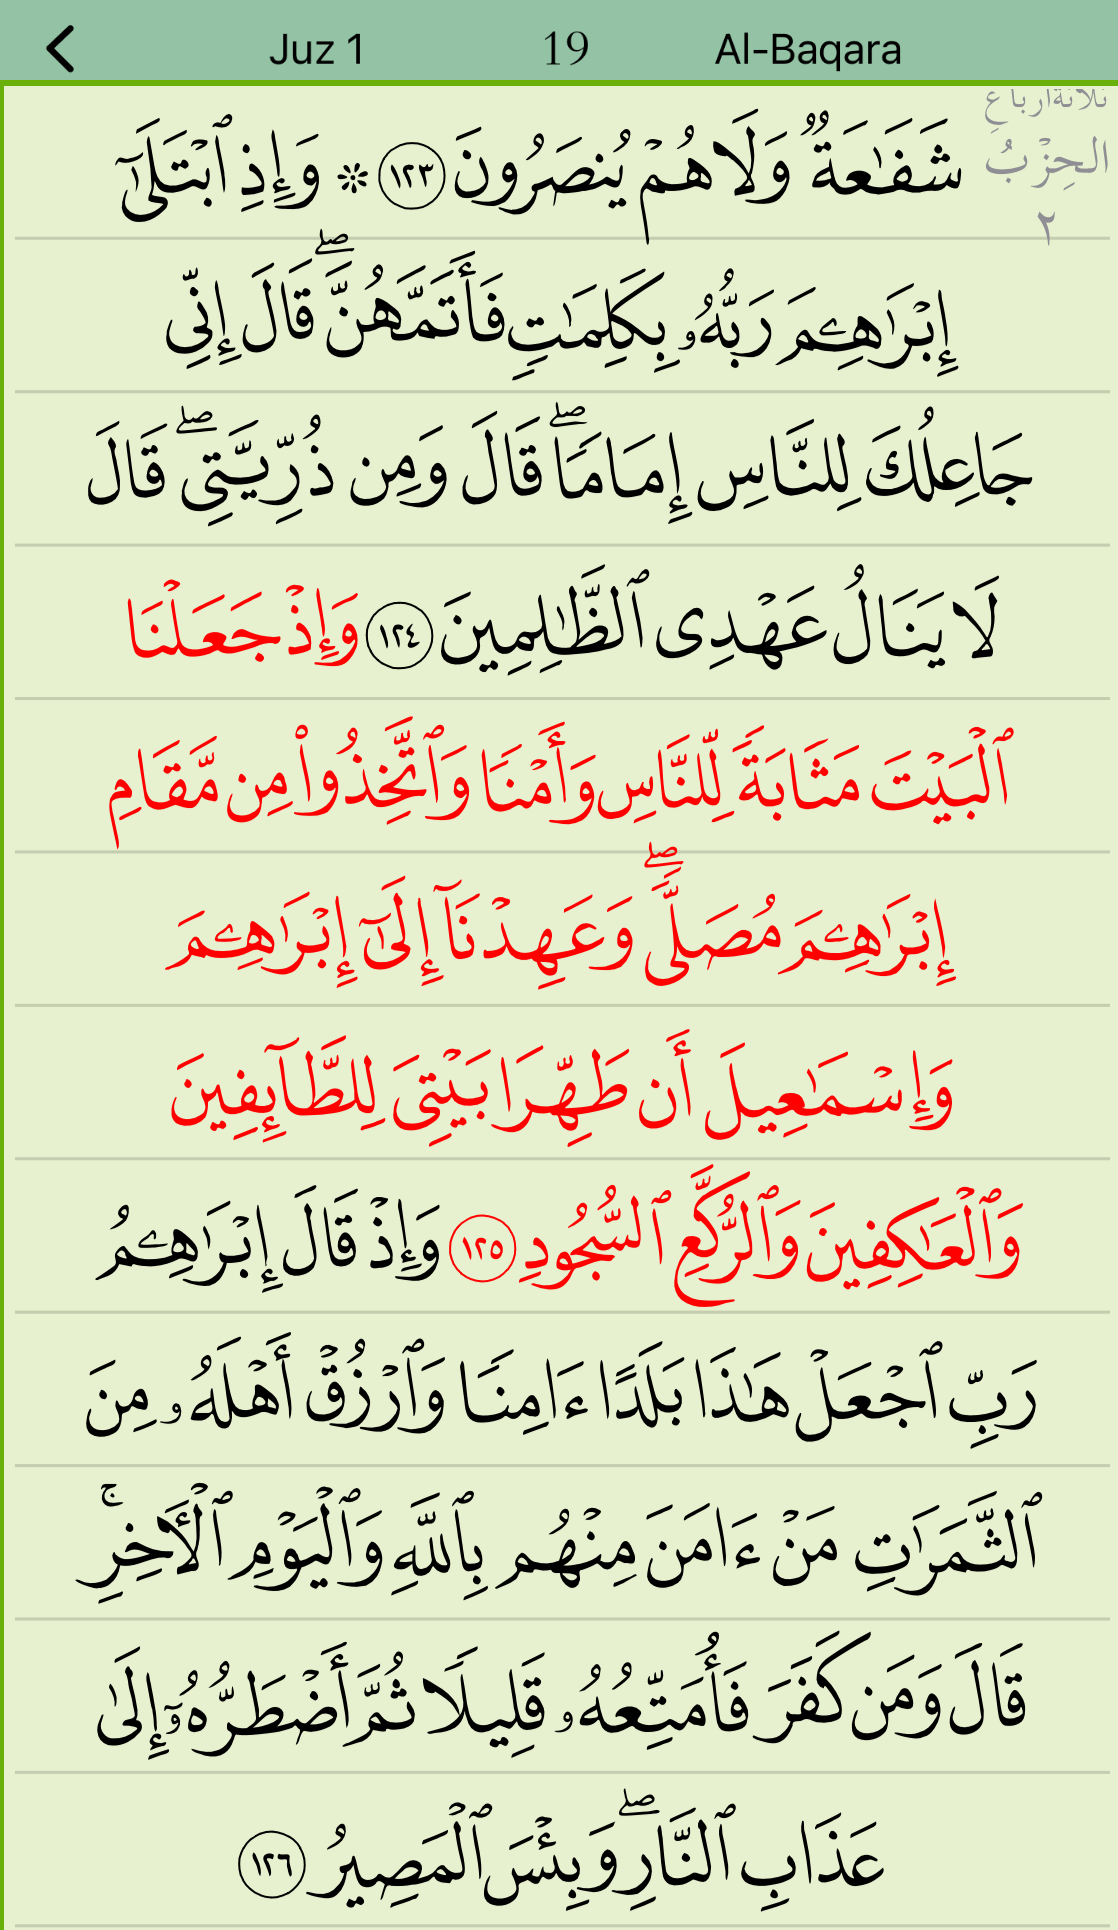 Juz 1 19 Al-Baqara
ثلاثة أرباع
الحِزْبُ
٢
شَفَـٰعَةٌ وَلَا هُمْ يُنصَرُونَ ١٢٣ ۞ وَإِذِ ٱبْتَلَىٰٓ
إِبْرَٰهِـۧمَ رَبُّهُۥ بِكَلِمَـٰتٍ فَأَتَمَّهُنَّ ۖ قَالَ إِنِّى
جَاعِلُكَ لِلنَّاسِ إِمَامًا ۖ قَالَ وَمِن ذُرِّيَّتِى ۖ قَالَ
لَا يَنَالُ عَهْدِى ٱلظَّـٰلِمِينَ ١٢٤ وَإِذْ جَعَلْنَا
ٱلْبَيْتَ مَثَابَةً لِّلنَّاسِ وَأَمْنًا وَٱتَّخِذُوا۟ مِن مَّقَامِ
إِبْرَٰهِـۧمَ مُصَلًّى ۖ وَعَهِدْنَآ إِلَىٰٓ إِبْرَٰهِـۧمَ
وَإِسْمَـٰعِيلَ أَن طَهِّرَا بَيْتِىَ لِلطَّآئِفِينَ
وَٱلْعَـٰكِفِينَ وَٱلرُّكَّعِ ٱلسُّجُودِ ١٢٥ وَإِذْ قَالَ إِبْرَٰهِـۧمُ
رَبِّ ٱجْعَلْ هَـٰذَا بَلَدًا ءَامِنًا وَٱرْزُقْ أَهْلَهُۥ مِنَ
ٱلثَّمَرَٰتِ مَنْ ءَامَنَ مِنْهُم بِٱللَّهِ وَٱلْيَوْمِ ٱلْـَٔاخِرِ ۚ
قَالَ وَمَن كَفَرَ فَأُمَتِّعُهُۥ قَلِيلًا ثُمَّ أَضْطَرُّهُۥٓ إِلَىٰ
عَذَابِ ٱلنَّارِ ۖ وَبِئْسَ ٱلْمَصِيرُ ١٢٦